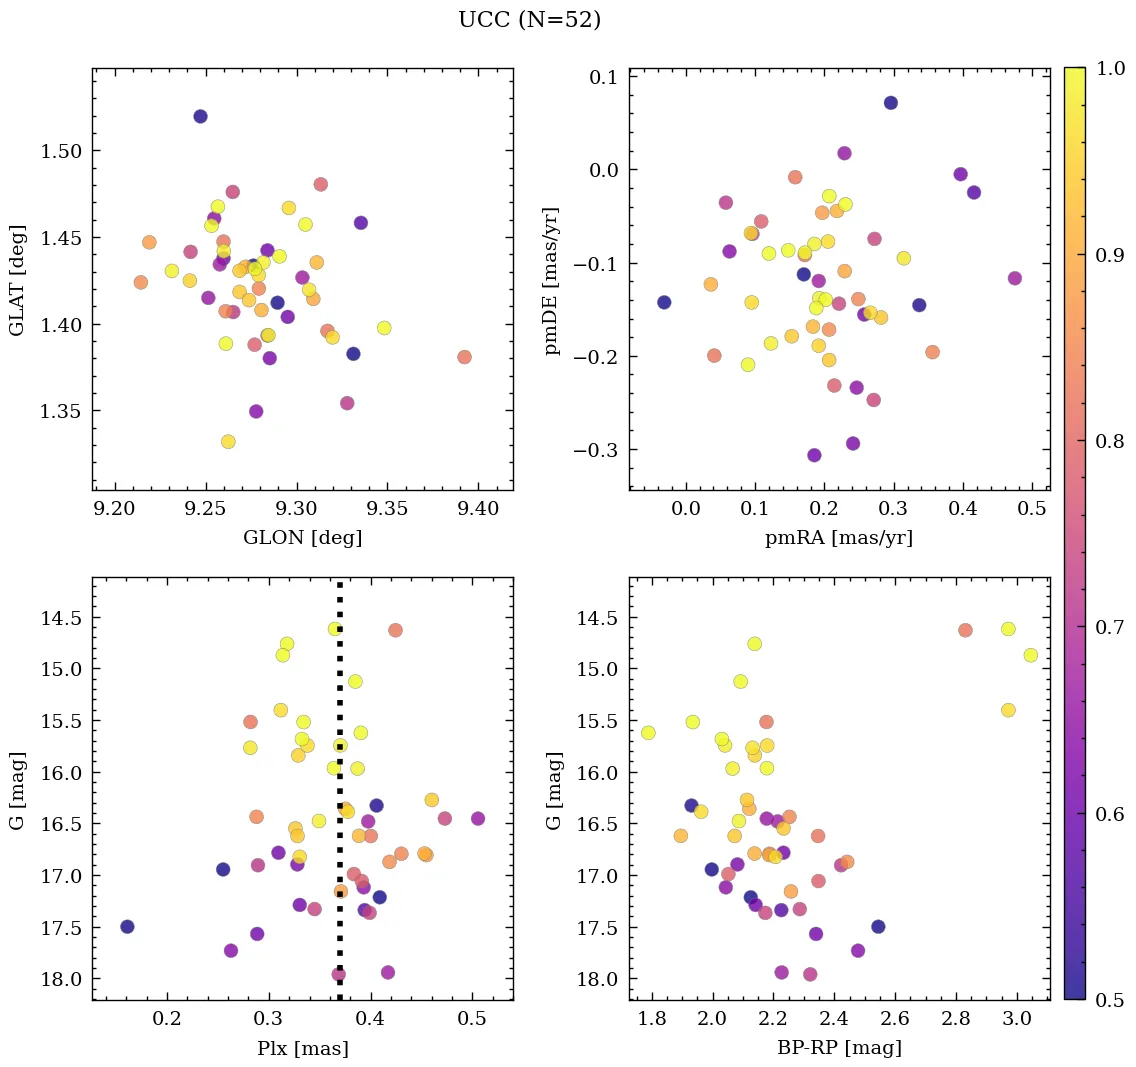 UCC (N=52)
1.50
1.45
1.40
1.35
GLAT [deg]
9.20 9.25 9.30 9.35 9.40
GLON [deg]
0.1
0.0
−0.1
−0.2
−0.3
pmDE [mas/yr]
0.0 0.1 0.2 0.3 0.4 0.5
pmRA [mas/yr]
14.5
15.0
15.5
16.0
16.5
17.0
17.5
18.0
G [mag]
0.2 0.3 0.4 0.5
Plx [mas]
14.5
15.0
15.5
16.0
16.5
17.0
17.5
18.0
G [mag]
1.8 2.0 2.2 2.4 2.6 2.8 3.0
BP-RP [mag]
1.0
0.9
0.8
0.7
0.6
0.5